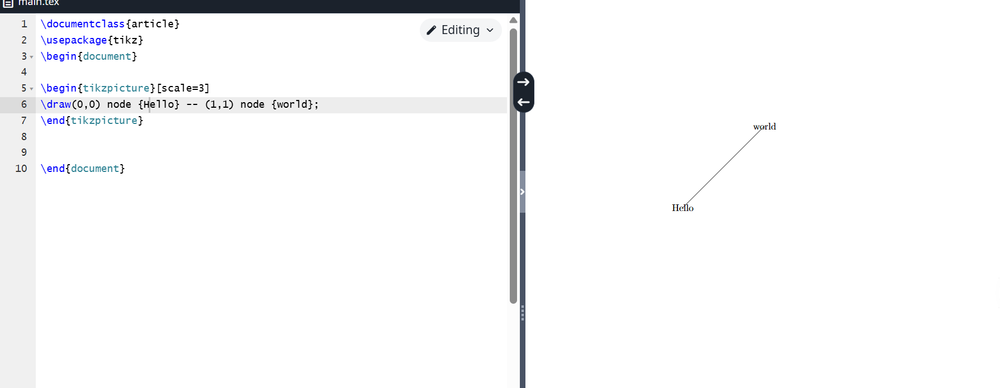 main.tex
1 \documentclass{article}
2 \usepackage{tikz}
3 \begin{document}
4
5 \begin{tikzpicture}[scale=3]
6 \draw(0,0) node {Hello} -- (1,1) node {world};
7 \end{tikzpicture}
8
9
10 \end{document}
Editing
world
Hello